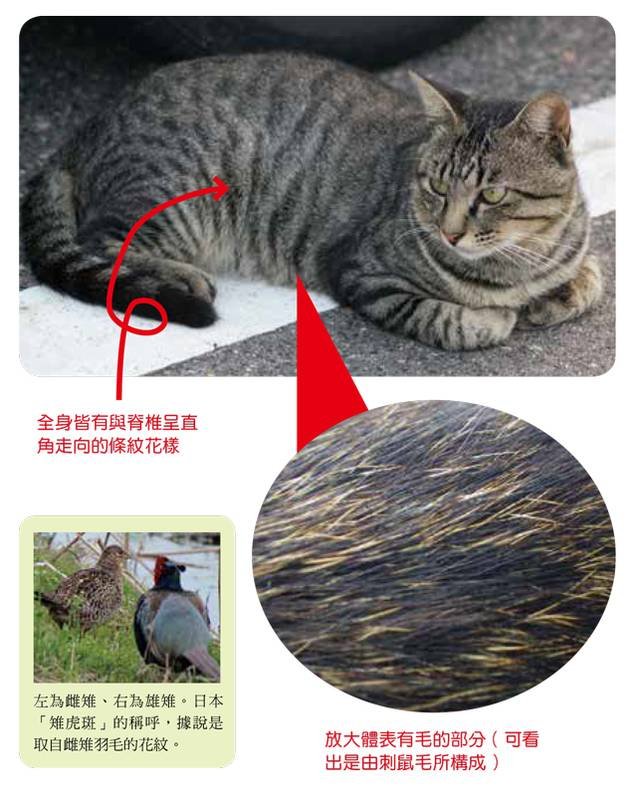 全身皆有與脊椎呈直
角走向的條紋花樣
左為雌雉、右為雄雉。日本
「雉虎斑」的稱呼，據說是
取自雌雉羽毛的花紋。
放大體表有毛的部分（可看
出是由刺鼠毛所構成）